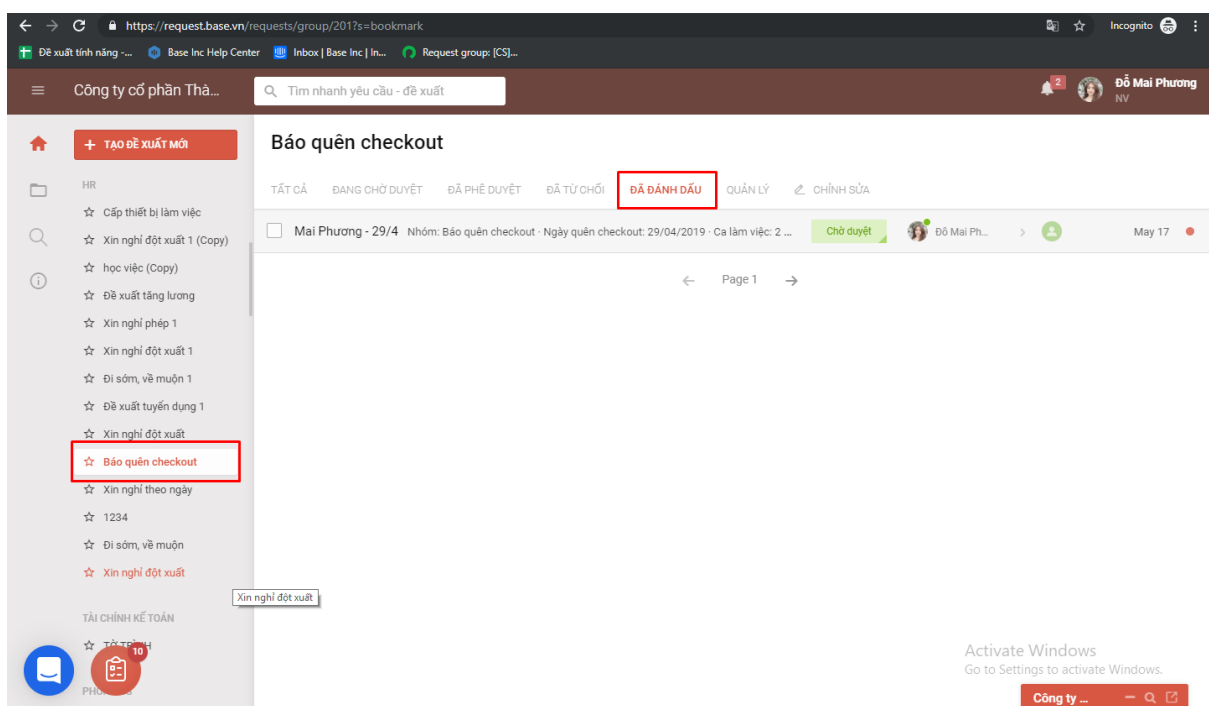 https://request.base.vn/requests/group/201?s=bookmark
Incognito
Đề xuất tính năng -...
Base Inc Help Center
Inbox | Base Inc | In...
Request group: [CS]...
Công ty cổ phần Thà...
Tìm nhanh yêu cầu - đề xuất
2
Đỗ Mai Phương
NV
+ TẠO ĐỀ XUẤT MỚI
HR
Cấp thiết bị làm việc
Xin nghỉ đột xuất 1 (Copy)
học việc (Copy)
Đề xuất tăng lương
Xin nghỉ phép 1
Xin nghỉ đột xuất 1
Đi sớm, về muộn 1
Đề xuất tuyển dụng 1
Xin nghỉ đột xuất
Báo quên checkout
Xin nghỉ theo ngày
1234
Đi sớm, về muộn
Xin nghỉ đột xuất
Xin nghỉ đột xuất
TÀI CHÍNH KẾ TOÁN
10
Báo quên checkout
TẤT CẢ ĐANG CHỜ DUYỆT ĐÃ PHÊ DUYỆT ĐÃ TỪ CHỐI ĐÃ ĐÁNH DẤU QUẢN LÝ CHỈNH SỬA
Mai Phương - 29/4 Nhóm: Báo quên checkout · Ngày quên checkout: 29/04/2019 · Ca làm việc: 2 ... Chờ duyệt Đỗ Mai Ph... May 17
← Page 1 →
Activate Windows
Go to Settings to activate Windows.
Công ty ...